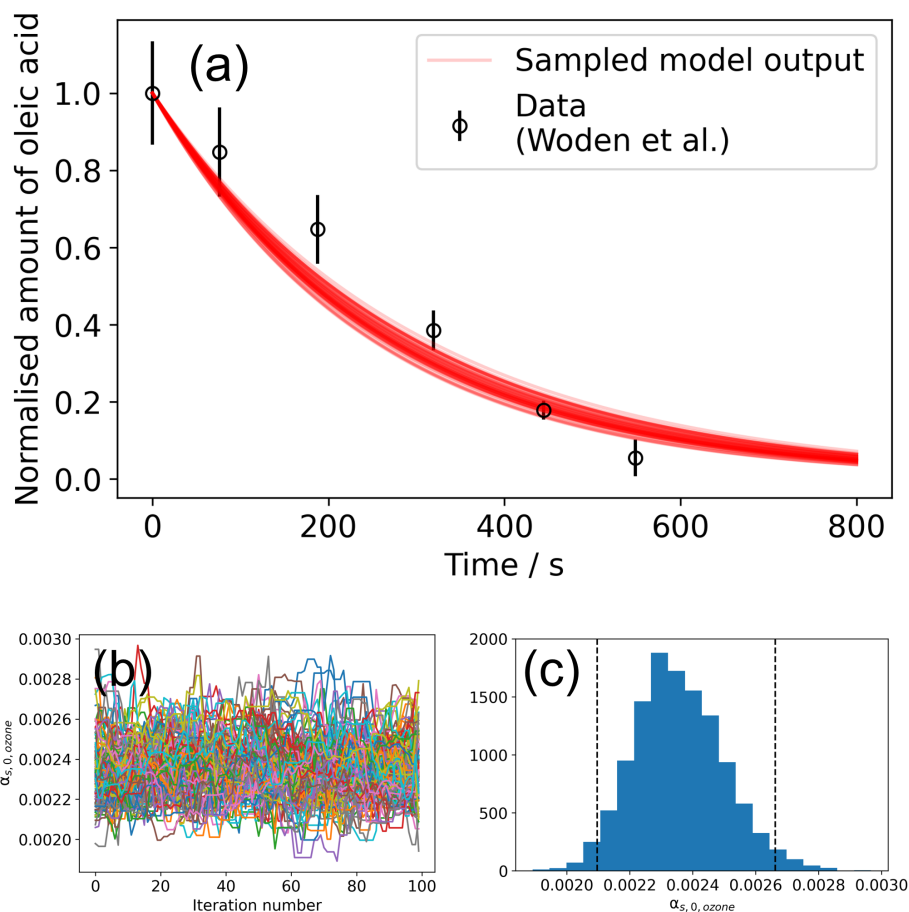 Normalised amount of oleic acid
(a)
Sampled model output
Data
(Woden et al.)
1.0
0.8
0.6
0.4
0.2
0.0
0 200 400 600 800
Time / s
(b)
α_{s, 0, ozone}
0.0030
0.0028
0.0026
0.0024
0.0022
0.0020
0 20 40 60 80 100
Iteration number
(c)
2000
1500
1000
500
0
0.0020 0.0022 0.0024 0.0026 0.0028 0.0030
α_{s, 0, ozone}